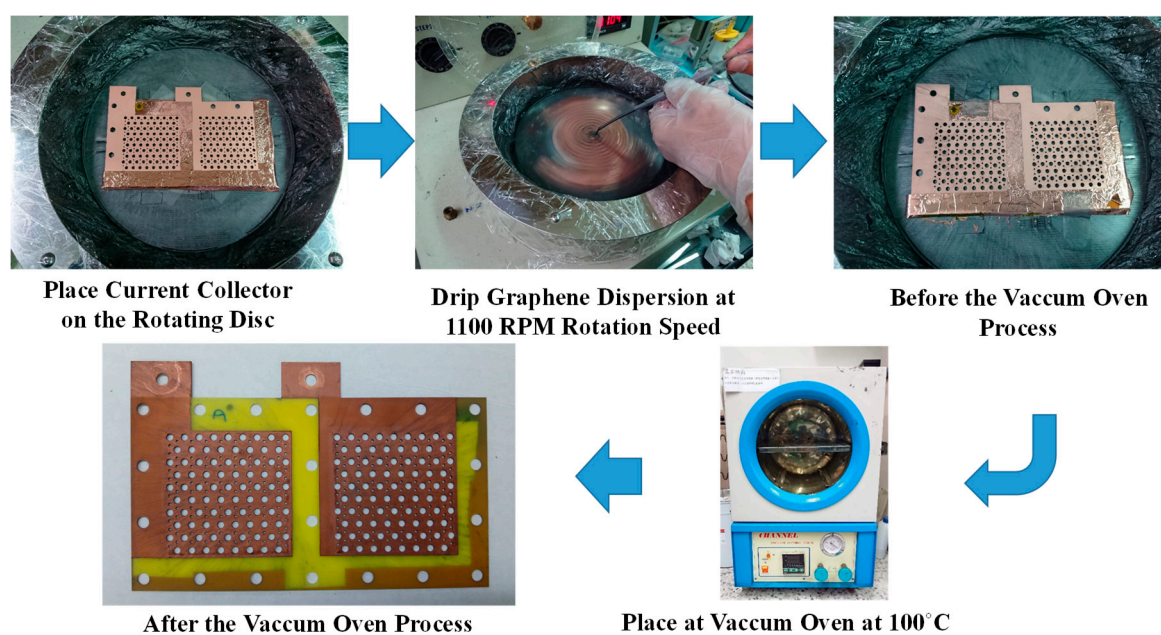 Place Current Collector
on the Rotating Disc
Drip Graphene Dispersion at
1100 RPM Rotation Speed
Before the Vaccum Oven
Process
After the Vaccum Oven Process
Place at Vaccum Oven at 100°C
CHANNEL
A